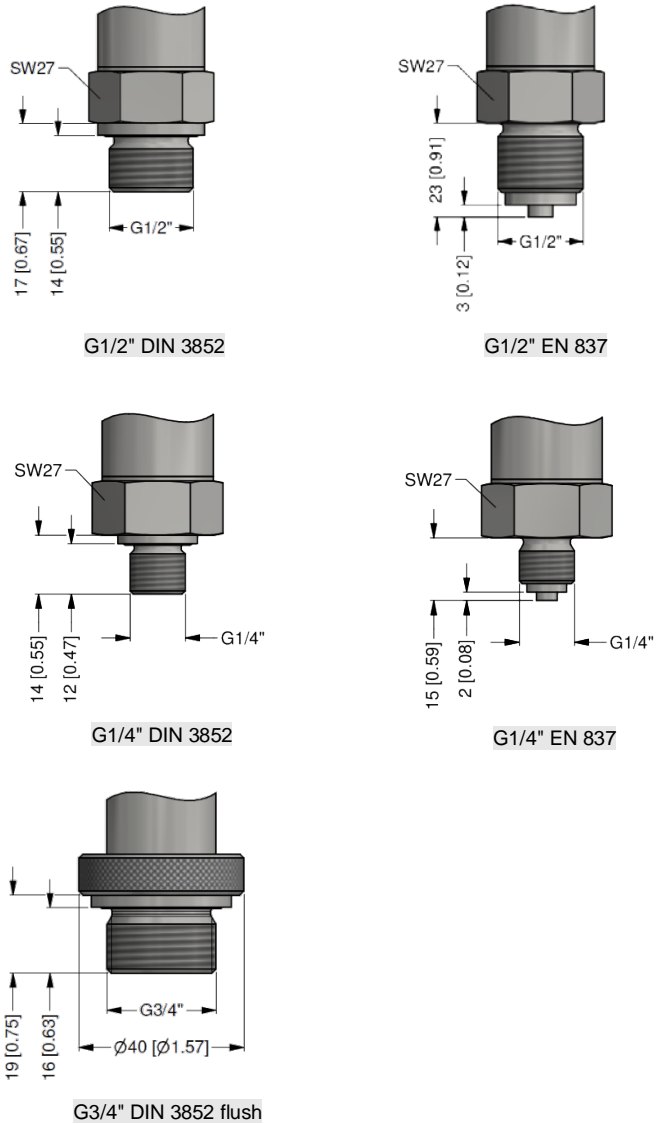 SW27
17 [0.67]
14 [0.55]
G1/2"
G1/2" DIN 3852
SW27
23 [0.91]
3 [0.12]
G1/2"
G1/2" EN 837
SW27
14 [0.55]
12 [0.47]
G1/4"
G1/4" DIN 3852
SW27
15 [0.59]
2 [0.08]
G1/4"
G1/4" EN 837
19 [0.75]
16 [0.63]
G3/4"
Ø40 [Ø1.57]
G3/4" DIN 3852 flush